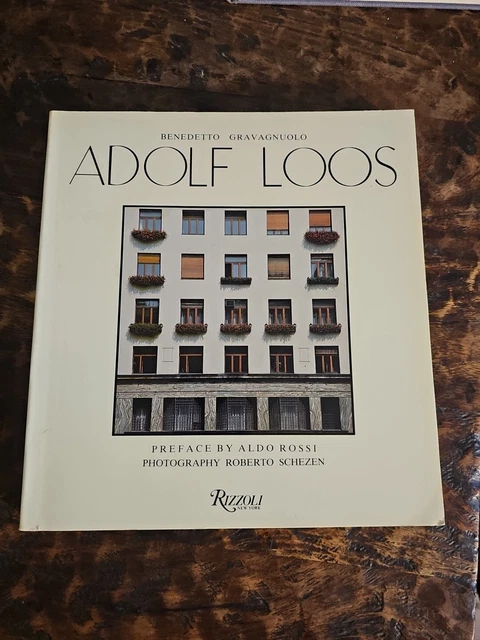 BENEDETTO GRAVAGNUOLO
ADOLF LOOS
PREFACE BY ALDO ROSSI
PHOTOGRAPHY ROBERTO SCHEZEN
RIZZOLI
NEW YORK